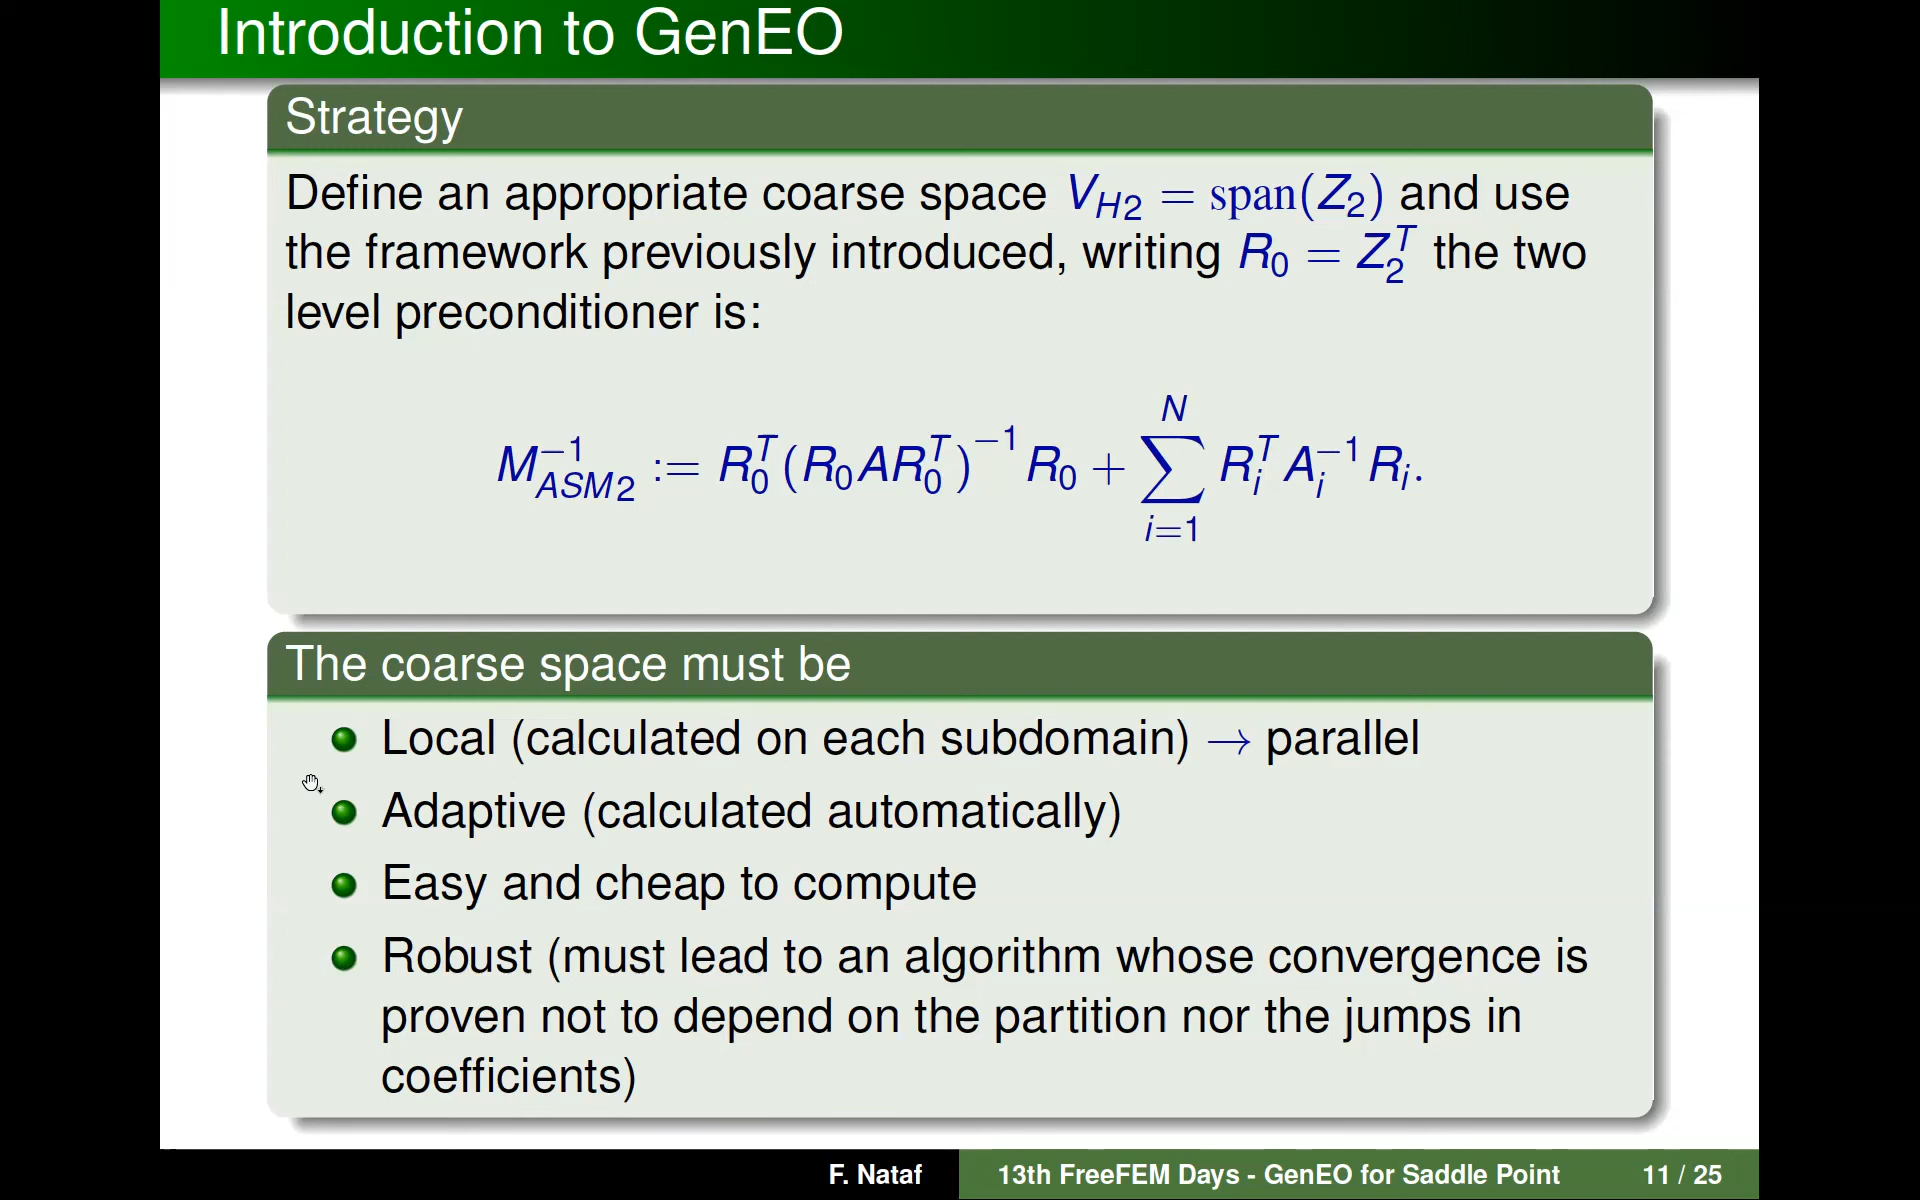 Introduction to GenEO
Strategy
Define an appropriate coarse space V_{H2} = span(Z_2) and use
the framework previously introduced, writing R_0 = Z_2^T the two
level preconditioner is:
M_{ASM2}^{-1} := R_0^T (R_0 A R_0^T)^{-1} R_0 + \sum_{i=1}^{N} R_i^T A_i^{-1} R_i.
The coarse space must be
Local (calculated on each subdomain) → parallel
Adaptive (calculated automatically)
Easy and cheap to compute
Robust (must lead to an algorithm whose convergence is
proven not to depend on the partition nor the jumps in
coefficients)
F. Nataf 13th FreeFEM Days - GenEO for Saddle Point 11 / 25